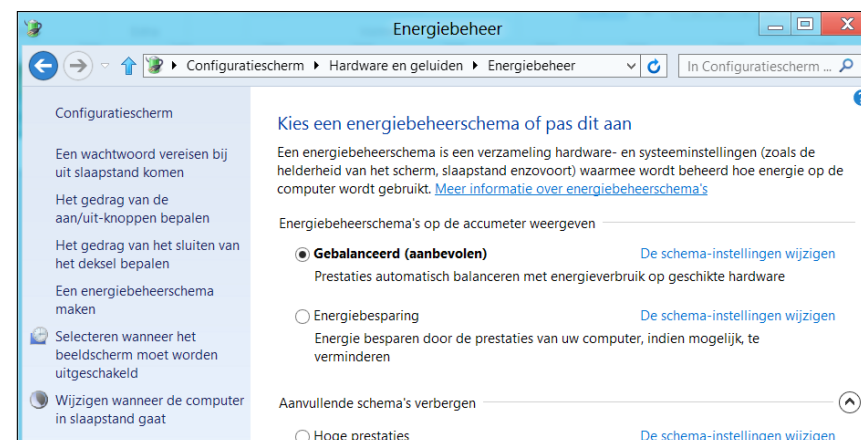 Energiebeheer
Configuratiescherm ▸ Hardware en geluiden ▸ Energiebeheer
In Configuratiescherm ...
Configuratiescherm
Een wachtwoord vereisen bij
uit slaapstand komen
Het gedrag van de
aan/uit-knoppen bepalen
Het gedrag van het sluiten van
het deksel bepalen
Een energiebeheerschema
maken
Selecteren wanneer het
beeldscherm moet worden
uitgeschakeld
Wijzigen wanneer de computer
in slaapstand gaat
Kies een energiebeheerschema of pas dit aan
Een energiebeheerschema is een verzameling hardware- en systeeminstellingen (zoals de
helderheid van het scherm, slaapstand enzovoort) waarmee wordt beheerd hoe energie op de
computer wordt gebruikt. Meer informatie over energiebeheerschema's
Energiebeheerschema's op de accumeter weergeven
Gebalanceerd (aanbevolen) De schema-instellingen wijzigen
Prestaties automatisch balanceren met energieverbruik op geschikte hardware
Energiebesparing De schema-instellingen wijzigen
Energie besparen door de prestaties van uw computer, indien mogelijk, te
verminderen
Aanvullende schema's verbergen
Hoge prestaties De schema-instellingen wijzigen